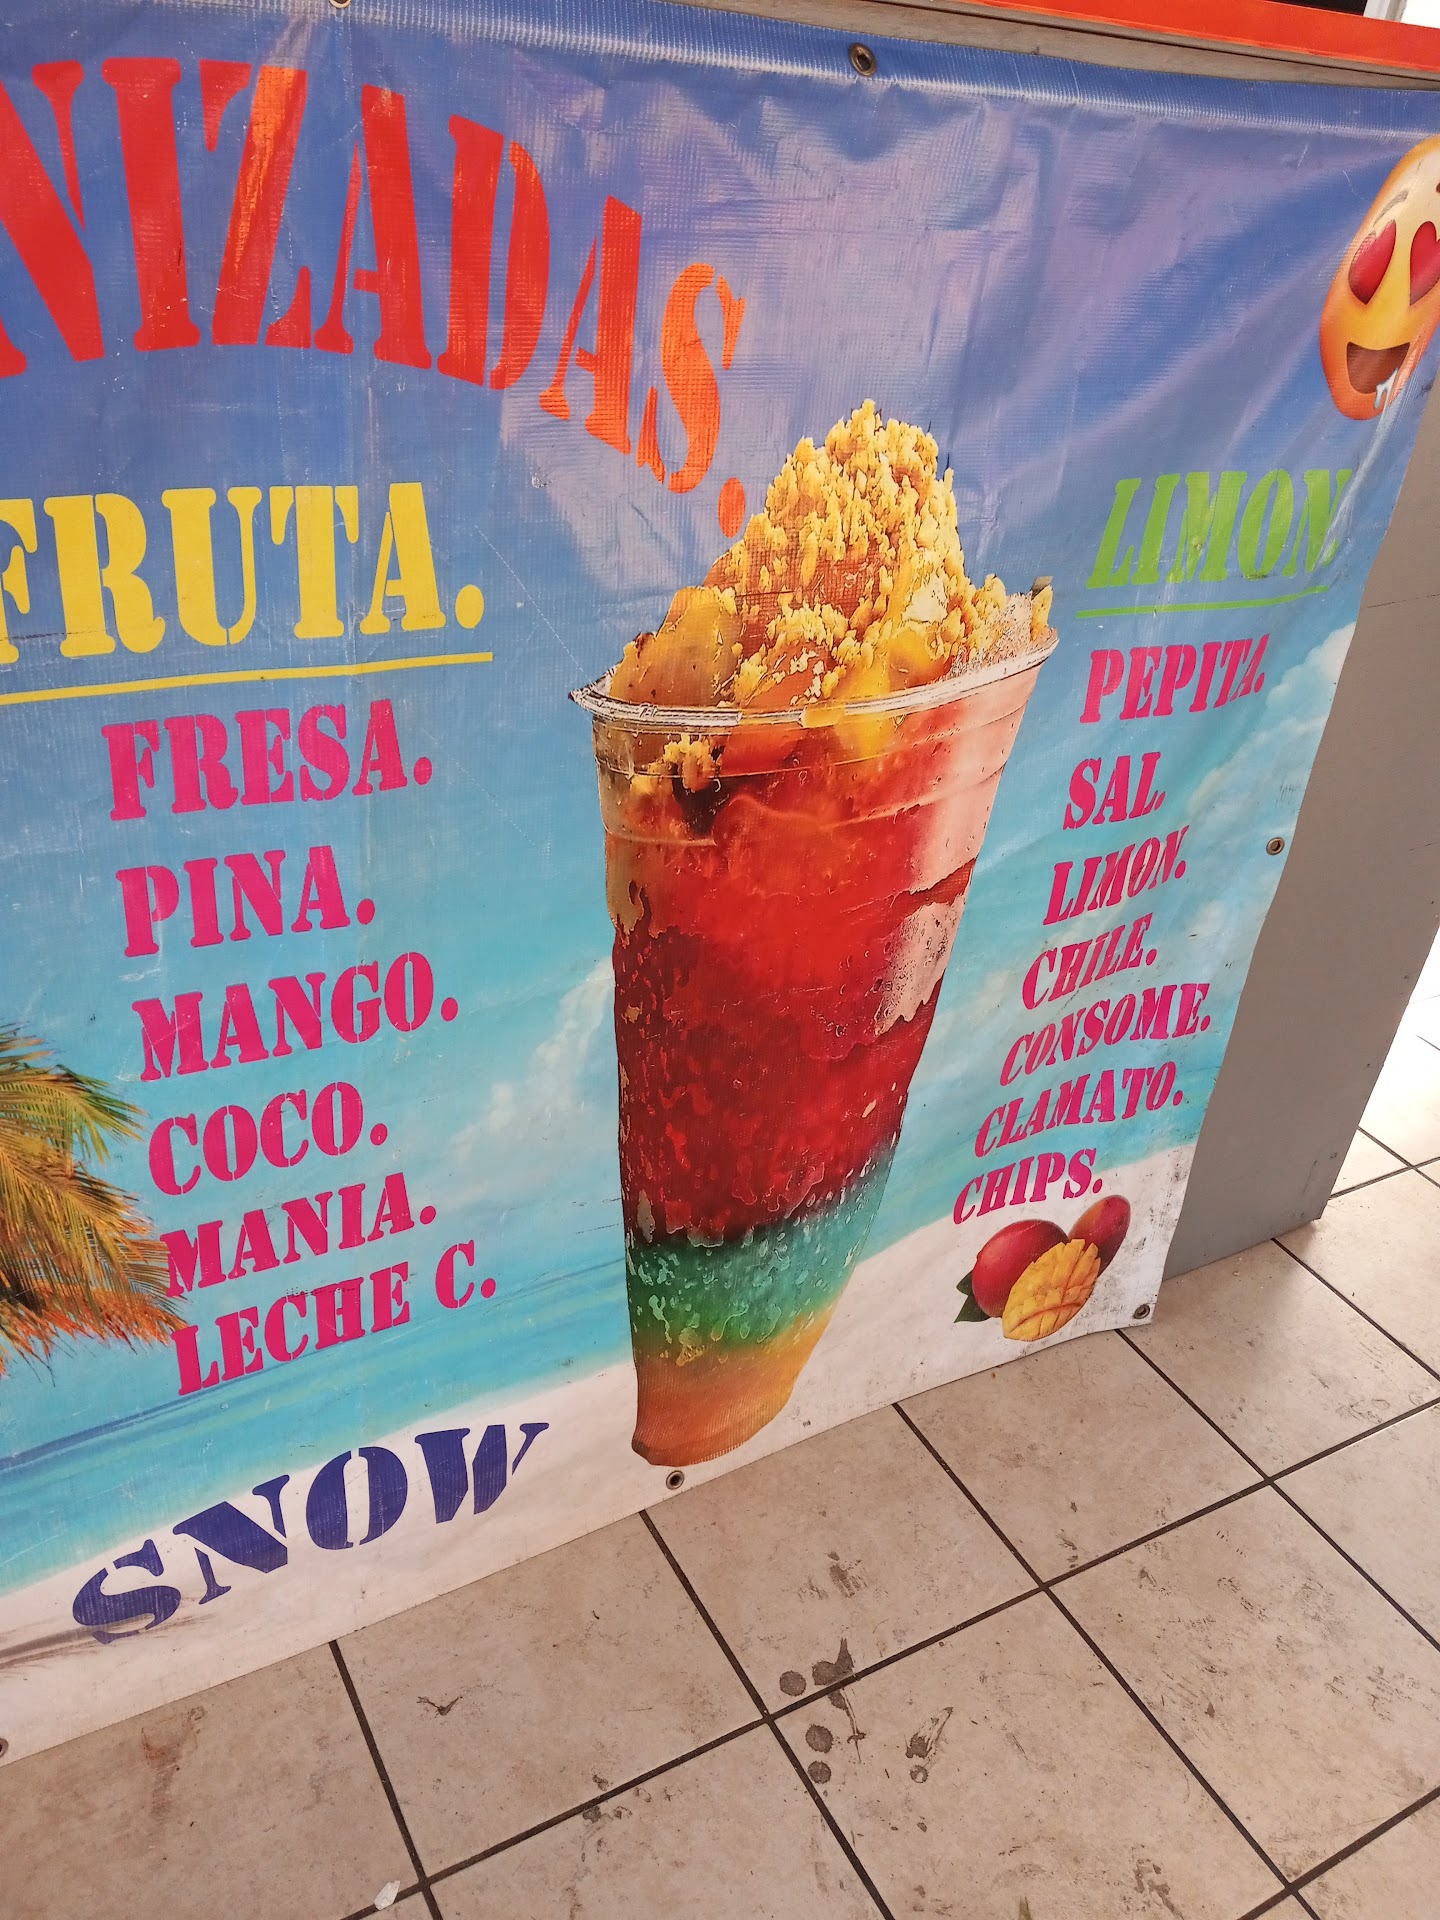 NIZADAS.
FRUTA.
FRESA.
PINA.
MANGO.
COCO.
MANIA.
LECHE C.
SNOW
LIMON.
PEPITA.
SAL.
LIMON.
CHILE.
CONSOME.
CLAMATO.
CHIPS.